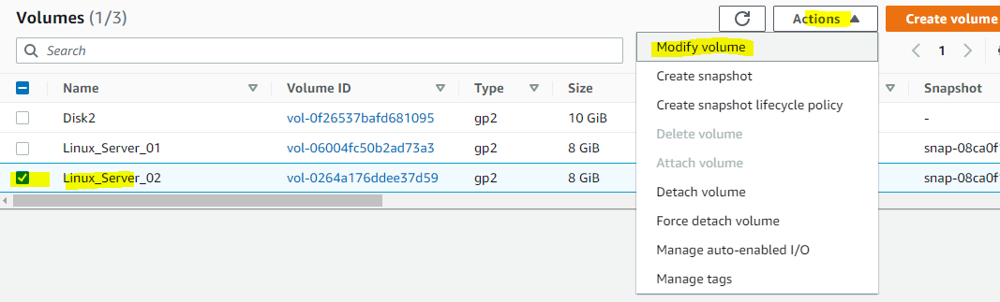 Volumes (1/3)
Actions
Create volume
Search
Modify volume
1
Create snapshot
Name Volume ID Type Size Snapshot
Create snapshot lifecycle policy
Disk2 vol-0f26537bafd681095 gp2 10 GiB -
Delete volume
Linux_Server_01 vol-06004fc50b2ad73a3 gp2 8 GiB snap-08ca0f
Attach volume
Linux_Server_02 vol-0264a176ddee37d59 gp2 8 GiB snap-08ca0f
Detach volume
Force detach volume
Manage auto-enabled I/O
Manage tags